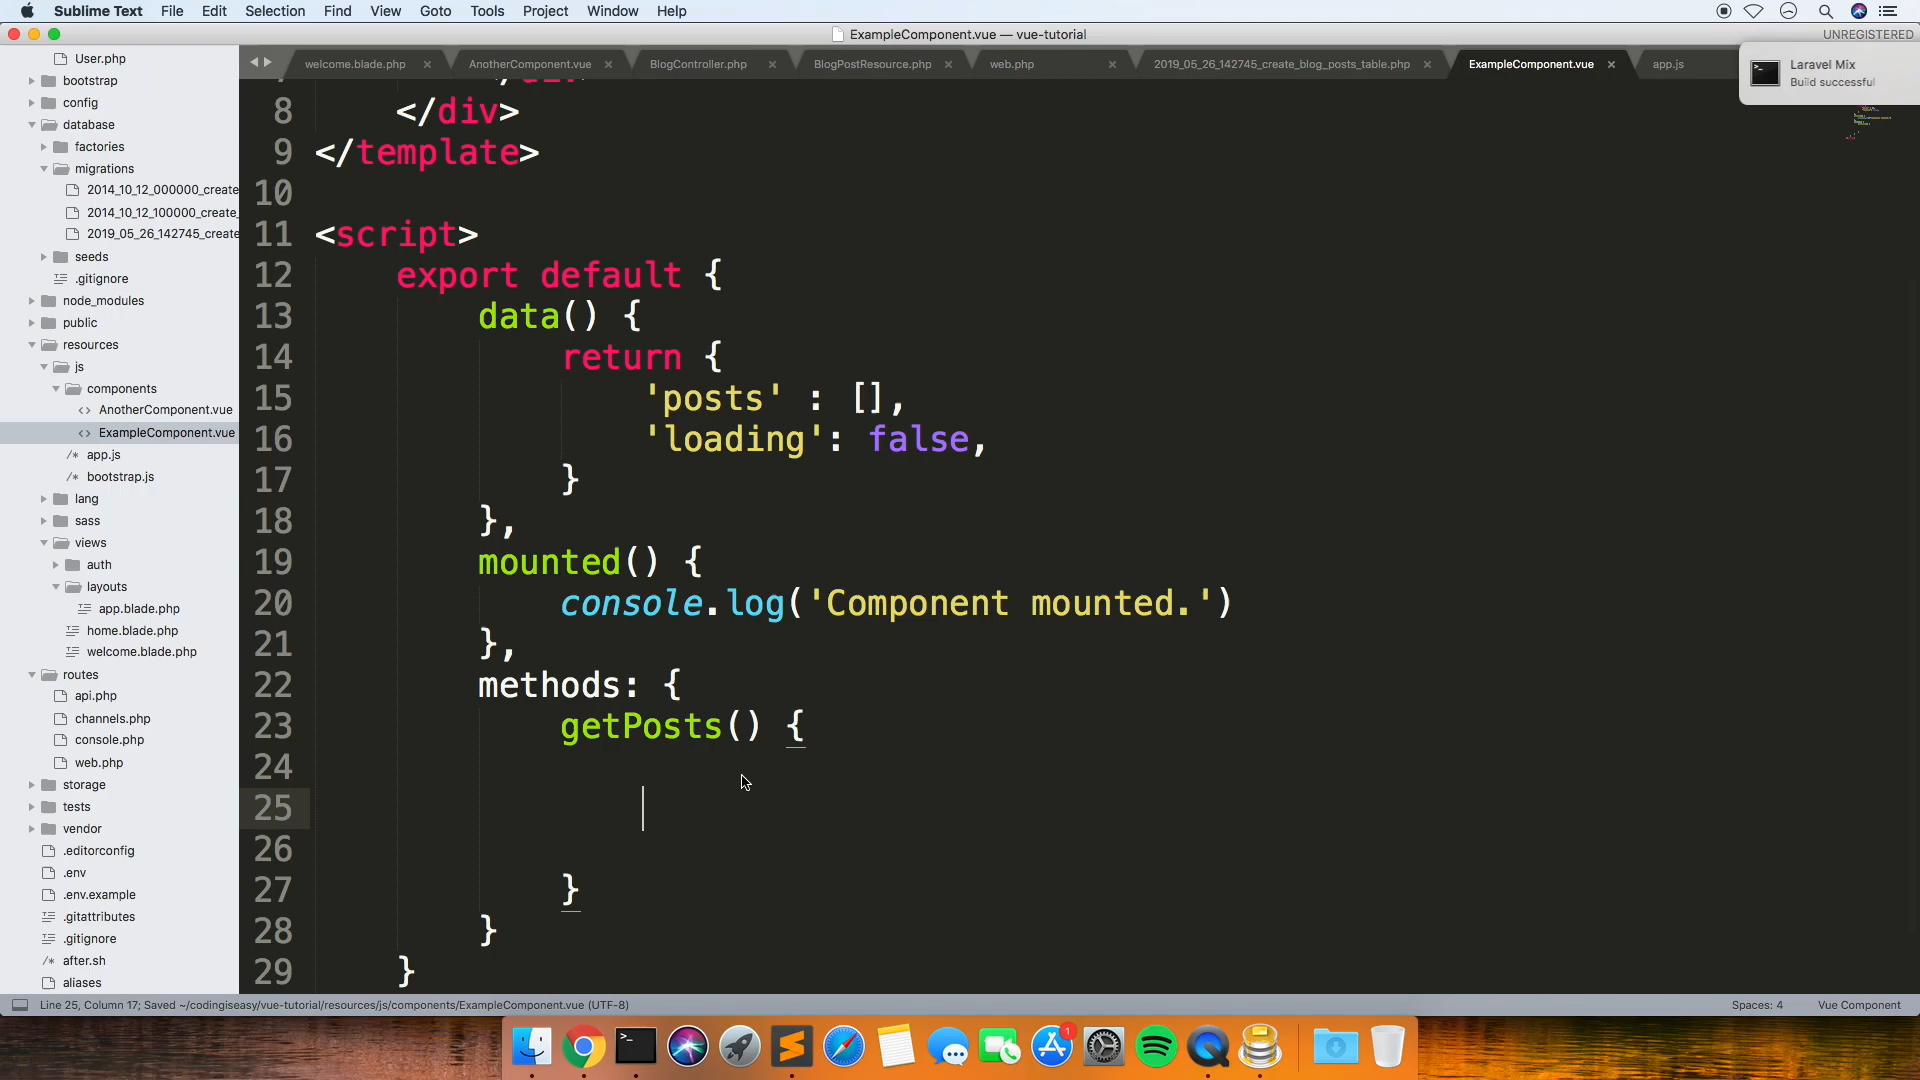 Sublime Text File Edit Selection Find View Goto Tools Project Window Help
ExampleComponent.vue — vue-tutorial
UNREGISTERED
welcome.blade.php
AnotherComponent.vue
BlogController.php
BlogPostResource.php
web.php
2019_05_26_142745_create_blog_posts_table.php
ExampleComponent.vue
app.js
Laravel Mix
Build successful
User.php
bootstrap
config
database
factories
migrations
2014_10_12_000000_create
2014_10_12_100000_create_
2019_05_26_142745_create
seeds
.gitignore
node_modules
public
resources
js
components
AnotherComponent.vue
ExampleComponent.vue
app.js
bootstrap.js
lang
sass
views
auth
layouts
app.blade.php
home.blade.php
welcome.blade.php
routes
api.php
channels.php
console.php
web.php
storage
tests
vendor
.editorconfig
.env
.env.example
.gitattributes
.gitignore
after.sh
aliases
8 </div>
9 </template>
10
11 <script>
12 export default {
13 data() {
14 return {
15 'posts' : [],
16 'loading': false,
17 }
18 },
19 mounted() {
20 console.log('Component mounted.')
21 },
22 methods: {
23 getPosts() {
24
25
26
27 }
28 }
29 }
Line 25, Column 17; Saved ~/codingiseasy/vue-tutorial/resources/js/components/ExampleComponent.vue (UTF-8)
Spaces: 4
Vue Component
1